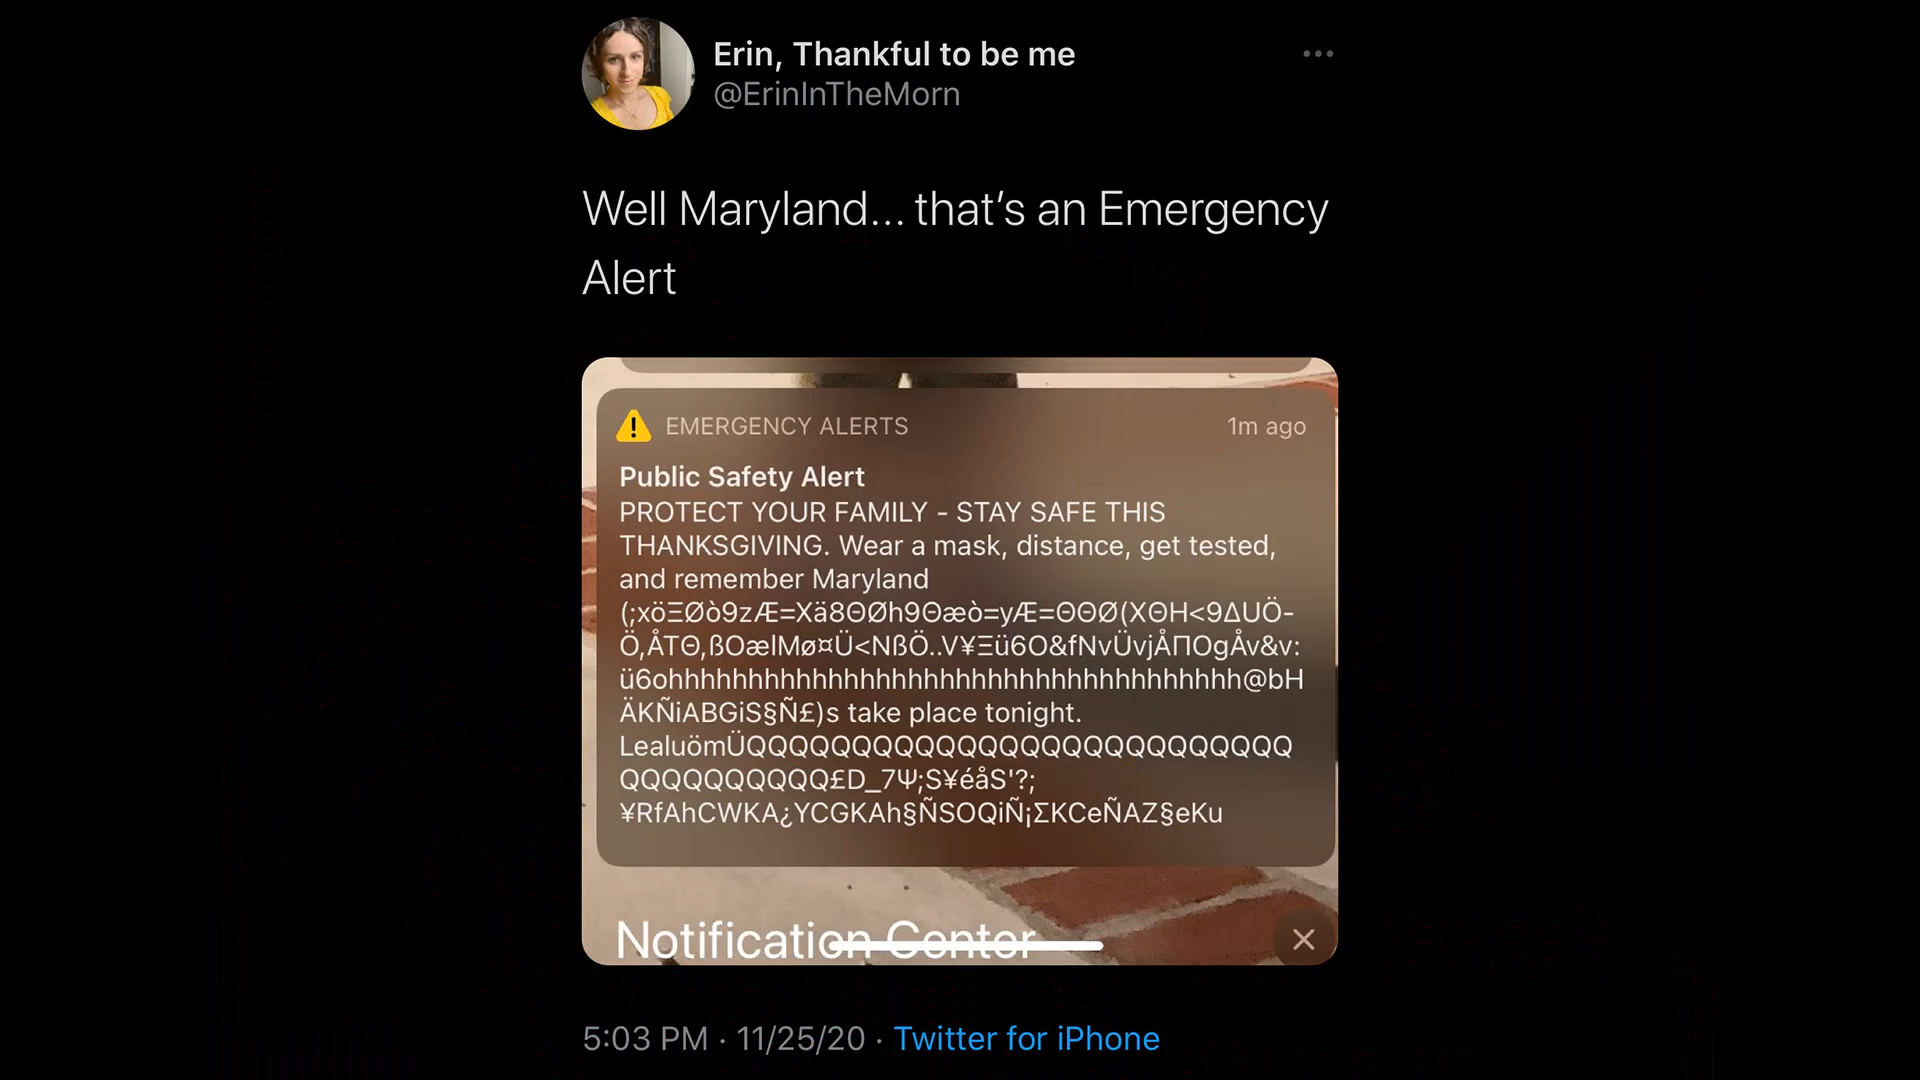 Erin, Thankful to be me
@ErinInTheMorn
Well Maryland... that’s an Emergency
Alert
EMERGENCY ALERTS
1m ago
Public Safety Alert
PROTECT YOUR FAMILY - STAY SAFE THIS
THANKSGIVING. Wear a mask, distance, get tested,
and remember Maryland
(;xöΞØò9zÆ=Xä8ΘØh9Θæò=yÆ=ΘΘØ(XΘH<9ΔUÖ-
Ö,ÅTΘ,ßOælMø¤Ü<NßÖ..V¥Ξü6O&fNvÜvjÅΠOgÅv&v:
ü6ohhhhhhhhhhhhhhhhhhhhhhhhhhhhhhhhhhhh@bH
ÄKÑiABGiS§Ñ£)s take place tonight.
LealuömÜQQQQQQQQQQQQQQQQQQQQQQQQQQ
QQQQQQQQQQ£D_7Ψ;S¥éåS'?;
¥RfAhCWKA¿YCGKAh§ÑSOQiÑ¡ΣKCeÑAZ§eKu
Notification Center
5:03 PM · 11/25/20 · Twitter for iPhone